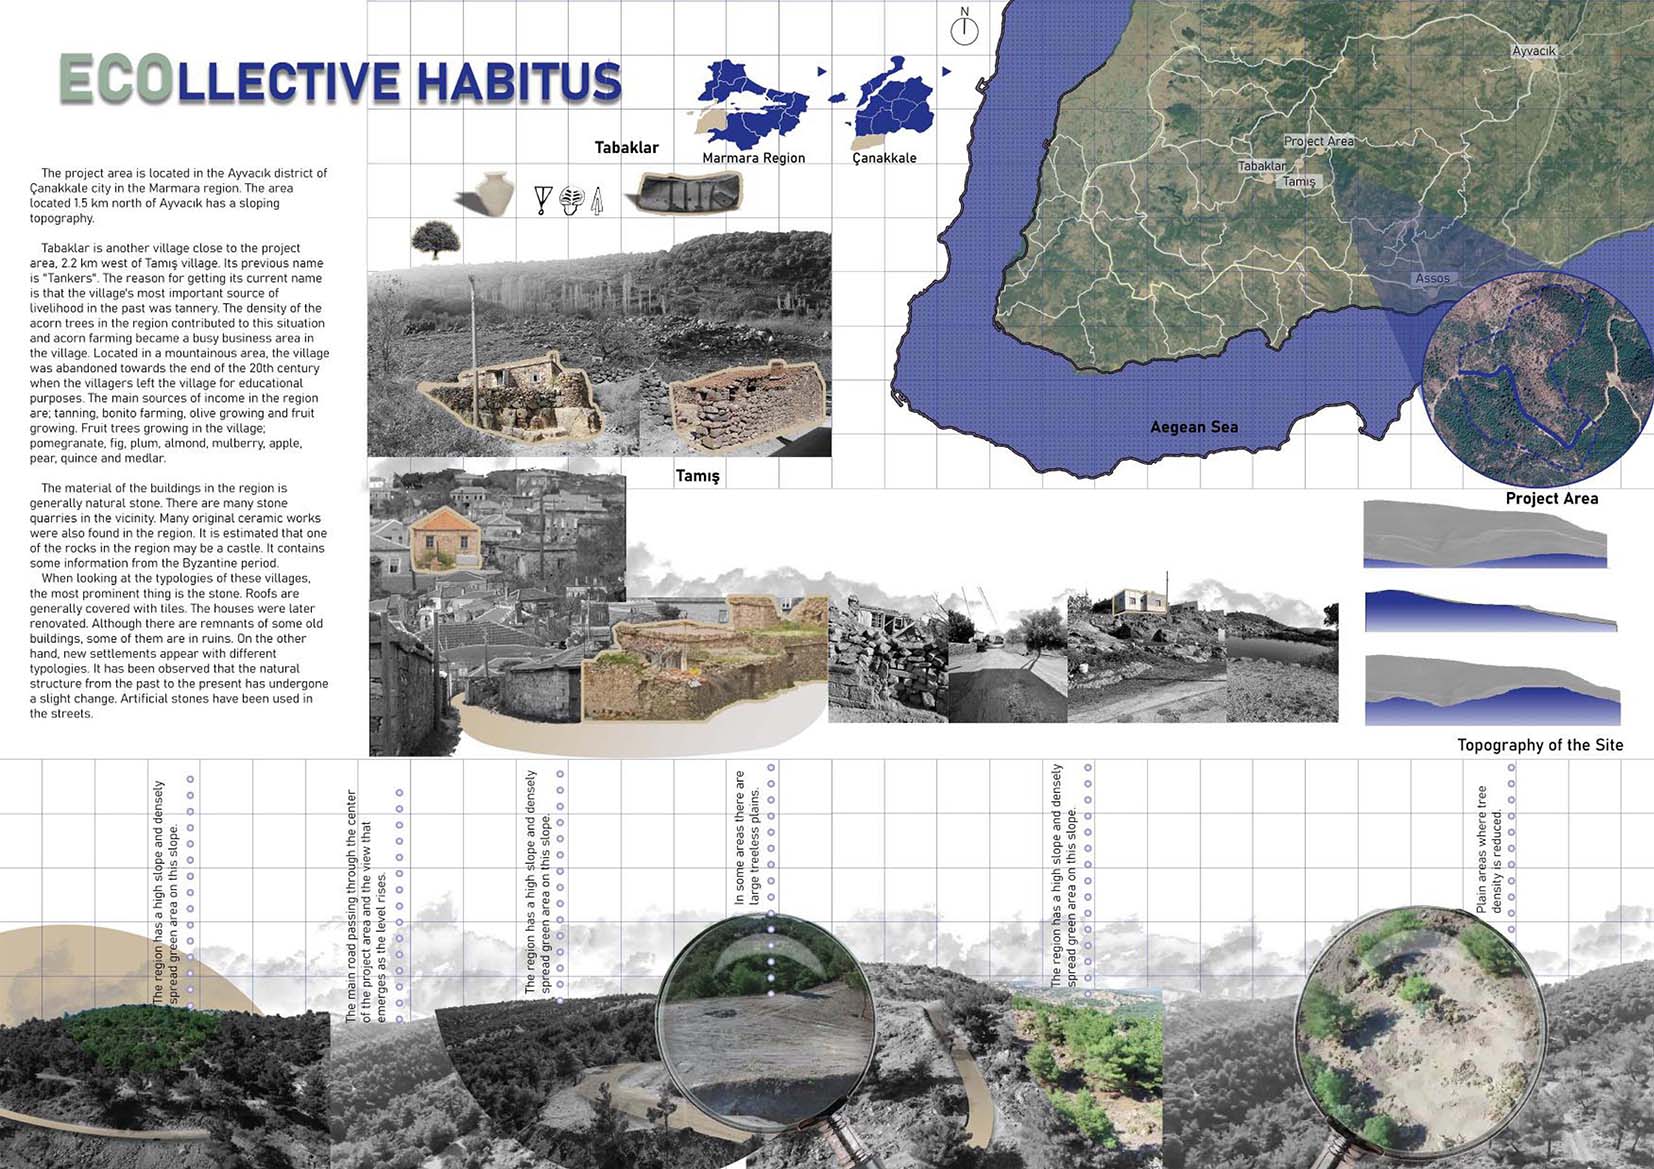 ECOLLECTIVE HABITUS
The project area is located in the Ayvacık district of
Çanakkale city in the Marmara region. The area
located 1.5 km north of Ayvacık has a sloping
topography.
Tabaklar is another village close to the project
area, 2.2 km west of Tamış village. Its previous name
is "Tankers". The reason for getting its current name
is that the village's most important source of
livelihood in the past was tannery. The density of the
acorn trees in the region contributed to this situation
and acorn farming became a busy business area in
the village. Located in a mountainous area, the village
was abandoned towards the end of the 20th century
when the villagers left the village for educational
purposes. The main sources of income in the region
are; tanning, bonito farming, olive growing and fruit
growing. Fruit trees growing in the village;
pomegranate, fig, plum, almond, mulberry, apple,
pear, quince and medlar.
The material of the buildings in the region is
generally natural stone. There are many stone
quarries in the vicinity. Many original ceramic works
were also found in the region. It is estimated that one
of the rocks in the region may be a castle. It contains
some information from the Byzantine period.
When looking at the typologies of these villages,
the most prominent thing is the stone. Roofs are
generally covered with tiles. The houses were later
renovated. Although there are remnants of some old
buildings, some of them are in ruins. On the other
hand, new settlements appear with different
typologies. It has been observed that the natural
structure from the past to the present has undergone
a slight change. Artificial stones have been used in
the streets.
Tabaklar
Marmara Region
Çanakkale
N
Ayvacık
Project Area
Tabaklar
Tamış
Assos
Aegean Sea
Tamış
Project Area
Topography of the Site
The region has a high slope and densely
spread green area on this slope.
The main road passing through the center
of the project area and the view that
emerges as the level rises.
The region has a high slope and densely
spread green area on this slope.
In some areas there are
large treeless plains.
The region has a high slope and densely
spread green area on this slope.
Plain areas where tree
density is reduced.